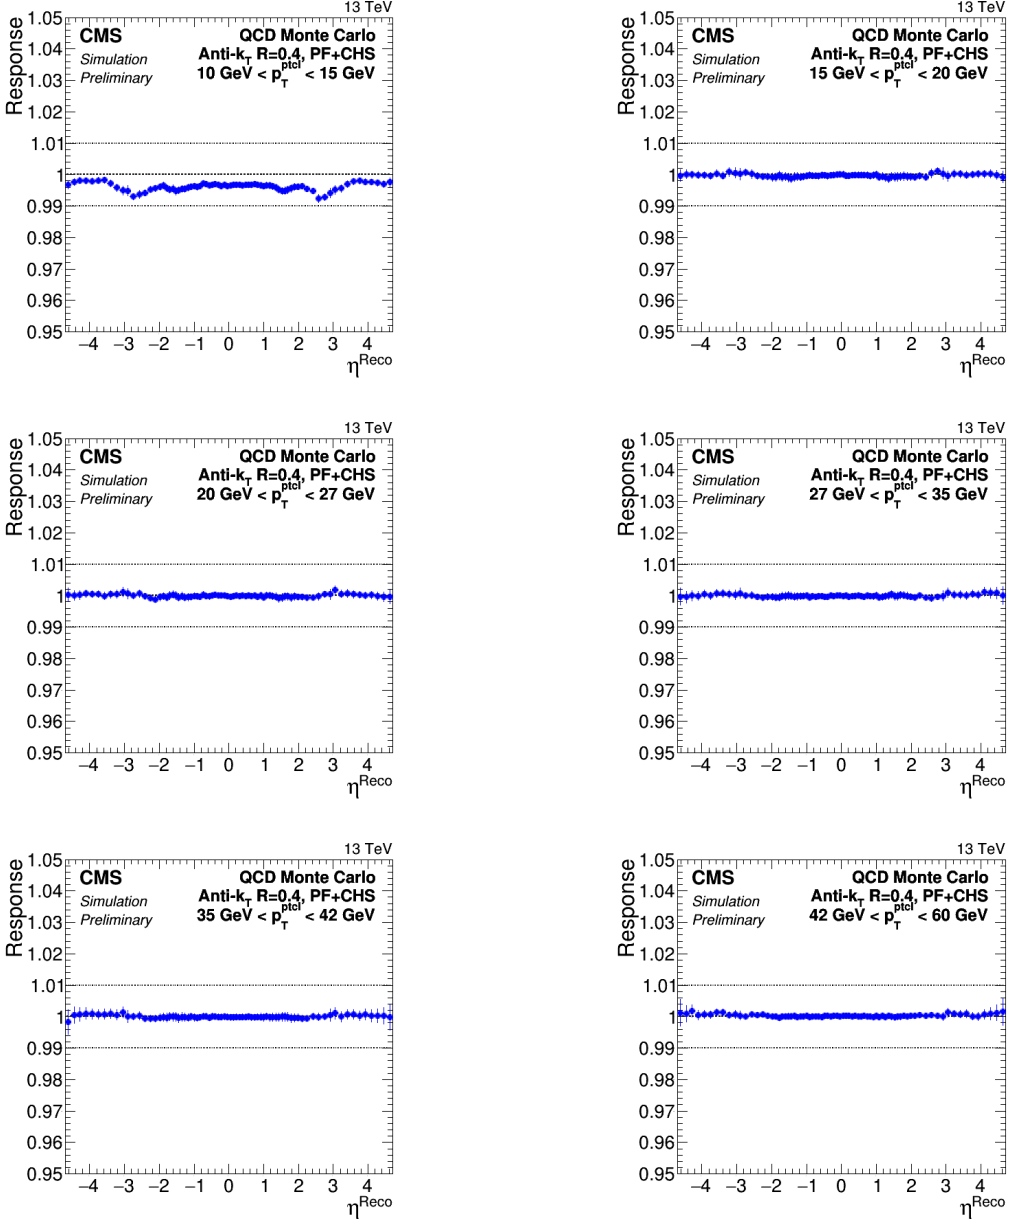 13 TeV
CMS
Simulation
Preliminary
QCD Monte Carlo
Anti-kT R=0.4, PF+CHS
10 GeV < pTptcl < 15 GeV
Response
1.05
1.04
1.03
1.02
1.01
1
0.99
0.98
0.97
0.96
0.95
−4 −3 −2 −1 0 1 2 3 4
ηReco
13 TeV
CMS
Simulation
Preliminary
QCD Monte Carlo
Anti-kT R=0.4, PF+CHS
15 GeV < pTptcl < 20 GeV
Response
1.05
1.04
1.03
1.02
1.01
1
0.99
0.98
0.97
0.96
0.95
−4 −3 −2 −1 0 1 2 3 4
ηReco
13 TeV
CMS
Simulation
Preliminary
QCD Monte Carlo
Anti-kT R=0.4, PF+CHS
20 GeV < pTptcl < 27 GeV
Response
1.05
1.04
1.03
1.02
1.01
1
0.99
0.98
0.97
0.96
0.95
−4 −3 −2 −1 0 1 2 3 4
ηReco
13 TeV
CMS
Simulation
Preliminary
QCD Monte Carlo
Anti-kT R=0.4, PF+CHS
27 GeV < pTptcl < 35 GeV
Response
1.05
1.04
1.03
1.02
1.01
1
0.99
0.98
0.97
0.96
0.95
−4 −3 −2 −1 0 1 2 3 4
ηReco
13 TeV
CMS
Simulation
Preliminary
QCD Monte Carlo
Anti-kT R=0.4, PF+CHS
35 GeV < pTptcl < 42 GeV
Response
1.05
1.04
1.03
1.02
1.01
1
0.99
0.98
0.97
0.96
0.95
−4 −3 −2 −1 0 1 2 3 4
ηReco
13 TeV
CMS
Simulation
Preliminary
QCD Monte Carlo
Anti-kT R=0.4, PF+CHS
42 GeV < pTptcl < 60 GeV
Response
1.05
1.04
1.03
1.02
1.01
1
0.99
0.98
0.97
0.96
0.95
−4 −3 −2 −1 0 1 2 3 4
ηReco